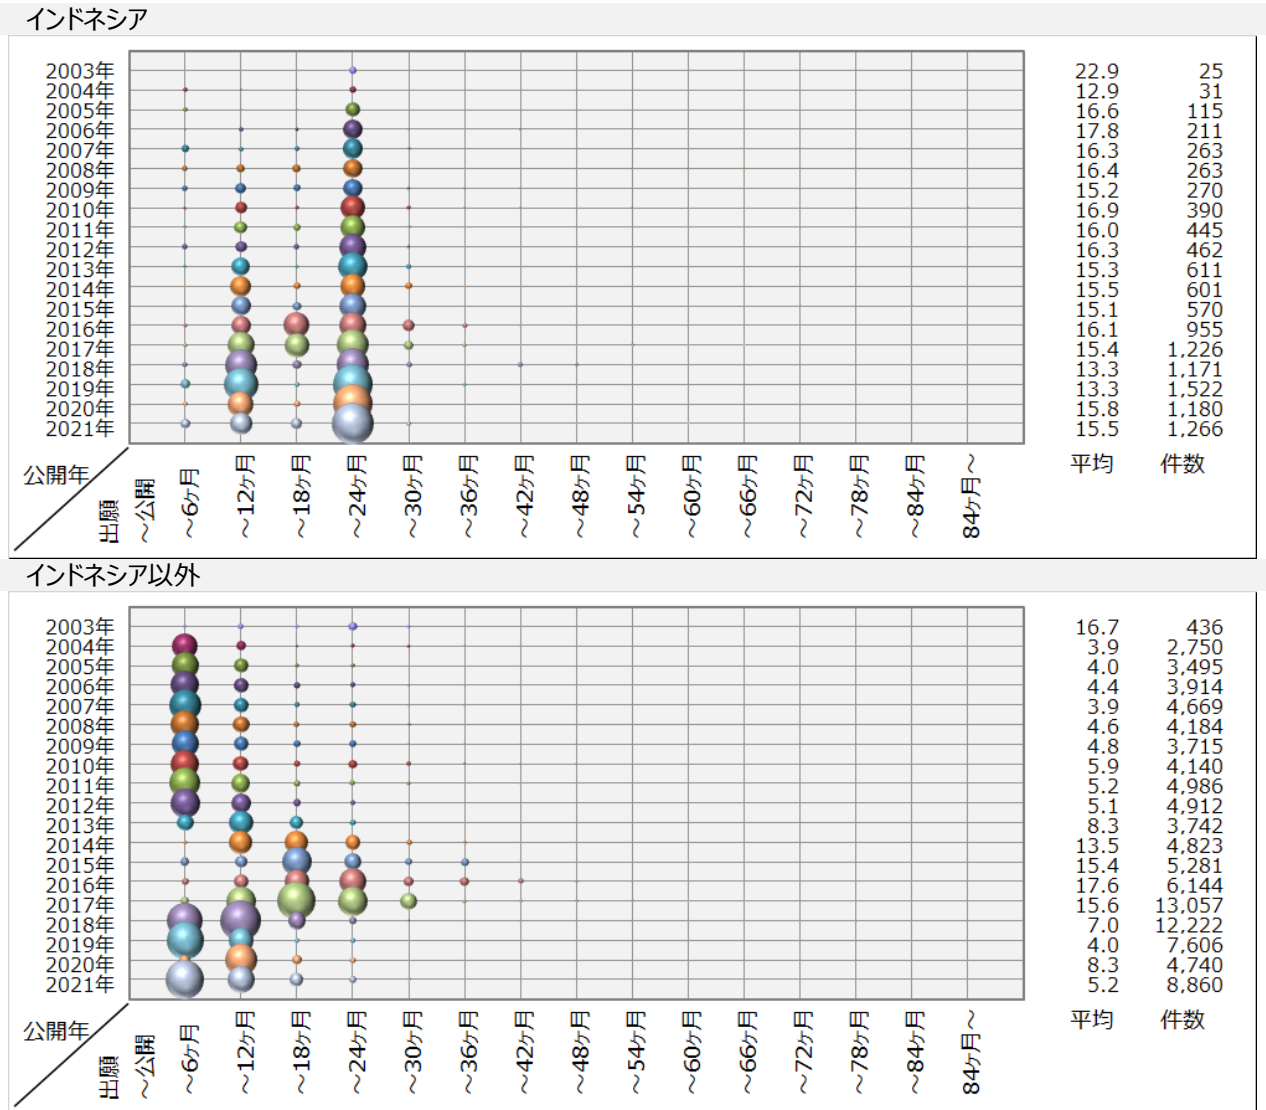 インドネシア
2003年 22.9 25
2004年 12.9 31
2005年 16.6 115
2006年 17.8 211
2007年 16.3 263
2008年 16.4 263
2009年 15.2 270
2010年 16.9 390
2011年 16.0 445
2012年 16.3 462
2013年 15.3 611
2014年 15.5 601
2015年 15.1 570
2016年 16.1 955
2017年 15.4 1,226
2018年 13.3 1,171
2019年 13.3 1,522
2020年 15.8 1,180
2021年 15.5 1,266
公開年 出願 ～公開 ～6ヶ月 ～12ヶ月 ～18ヶ月 ～24ヶ月 ～30ヶ月 ～36ヶ月 ～42ヶ月 ～48ヶ月 ～54ヶ月 ～60ヶ月 ～66ヶ月 ～72ヶ月 ～78ヶ月 ～84ヶ月 84ヶ月～ 平均 件数
インドネシア以外
2003年 16.7 436
2004年 3.9 2,750
2005年 4.0 3,495
2006年 4.4 3,914
2007年 3.9 4,669
2008年 4.6 4,184
2009年 4.8 3,715
2010年 5.9 4,140
2011年 5.2 4,986
2012年 5.1 4,912
2013年 8.3 3,742
2014年 13.5 4,823
2015年 15.4 5,281
2016年 17.6 6,144
2017年 15.6 13,057
2018年 7.0 12,222
2019年 4.0 7,606
2020年 8.3 4,740
2021年 5.2 8,860
公開年 出願 ～公開 ～6ヶ月 ～12ヶ月 ～18ヶ月 ～24ヶ月 ～30ヶ月 ～36ヶ月 ～42ヶ月 ～48ヶ月 ～54ヶ月 ～60ヶ月 ～66ヶ月 ～72ヶ月 ～78ヶ月 ～84ヶ月 84ヶ月～ 平均 件数